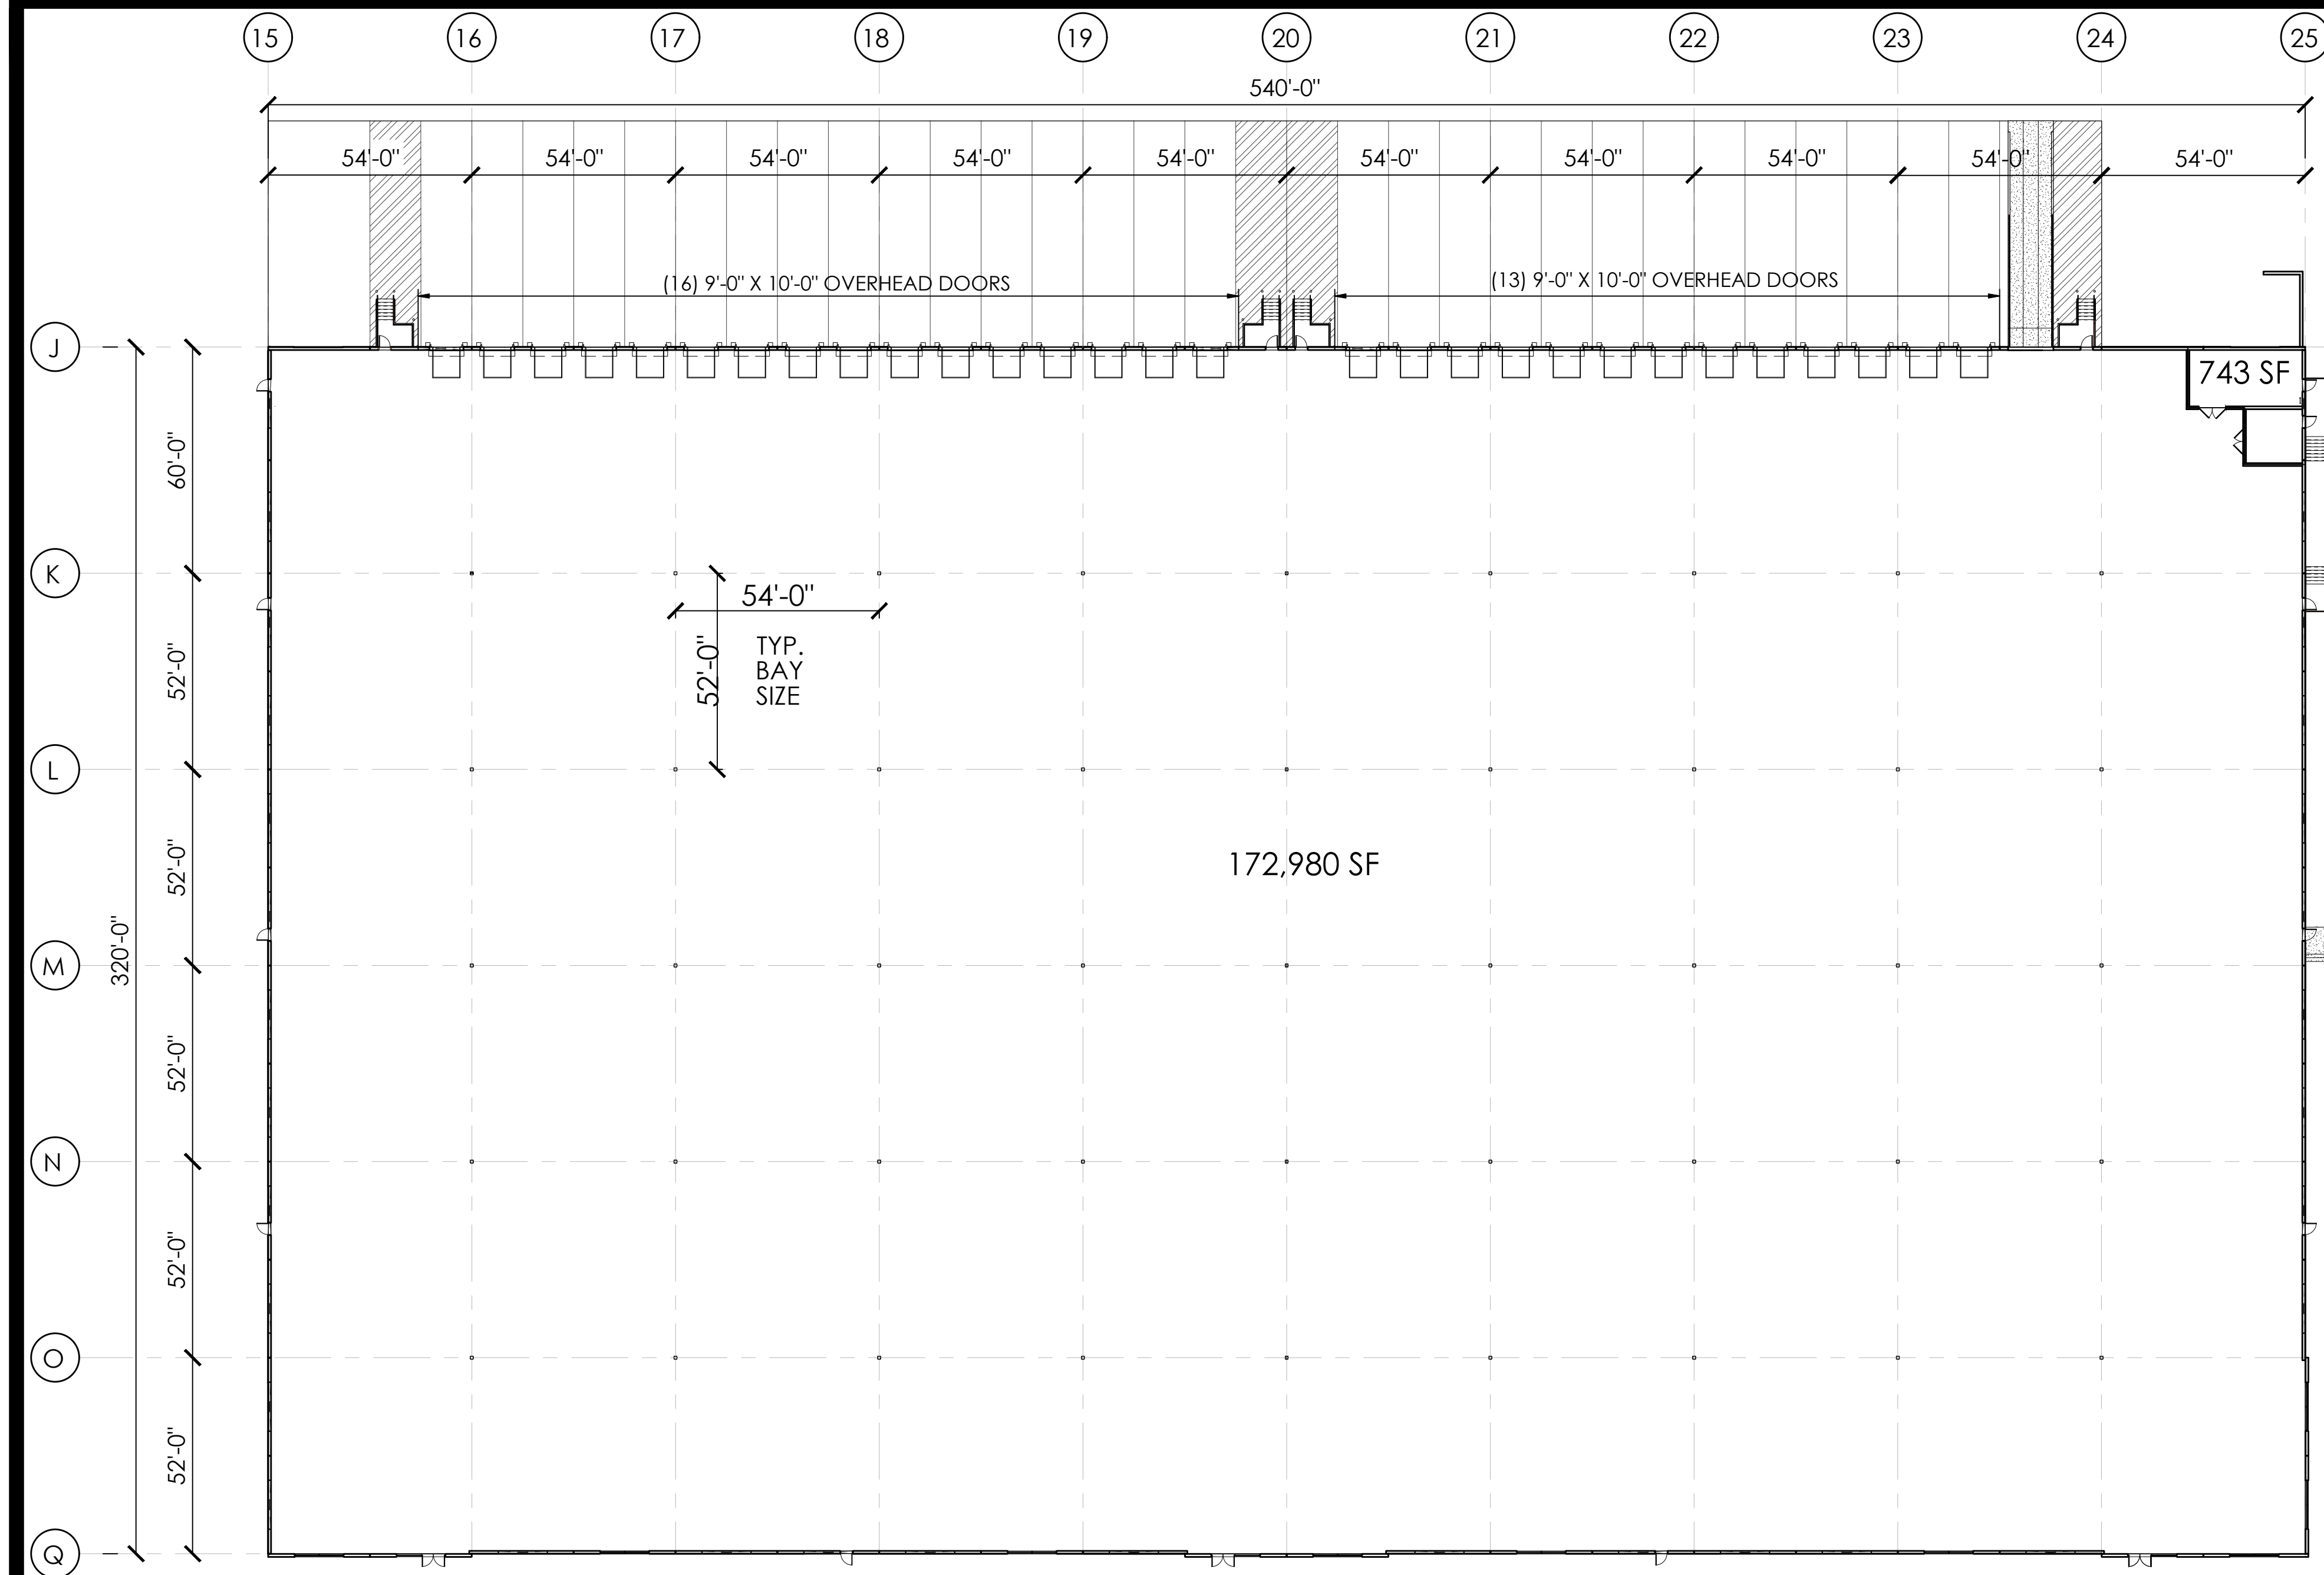 15 16 17 18 19 20 21 22 23 24 25
540'-0"
54'-0" 54'-0" 54'-0" 54'-0" 54'-0" 54'-0" 54'-0" 54'-0" 54'-0" 54'-0"
(16) 9'-0" X 10'-0" OVERHEAD DOORS
(13) 9'-0" X 10'-0" OVERHEAD DOORS
J
743 SF
60'-0"
K
54'-0"
52'-0"
52'-0"
TYP.
BAY
SIZE
L
52'-0"
172,980 SF
320'-0"
M
52'-0"
N
52'-0"
O
52'-0"
Q